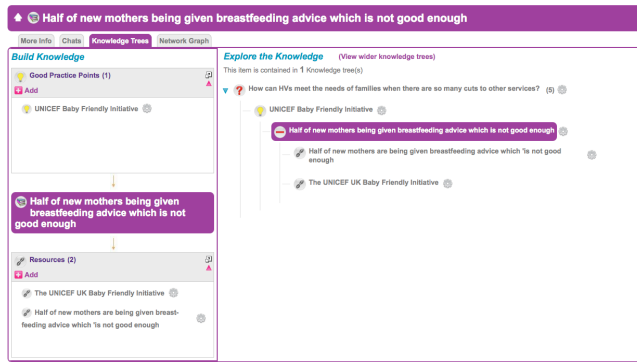 Half of new mothers being given breastfeeding advice which is not good enough
More Info Chats Knowledge Trees Network Graph
Build Knowledge
Good Practice Points (1)
Add
UNICEF Baby Friendly Initiative
Half of new mothers being given
breastfeeding advice which is not
good enough
Resources (2)
Add
The UNICEF UK Baby Friendly Initiative
Half of new mothers are being given breast-
feeding advice which 'is not good enough
Explore the Knowledge (View wider knowledge trees)
This item is contained in 1 Knowledge tree(s)
How can HVs meet the needs of families when there are so many cuts to other services? (5)
UNICEF Baby Friendly Initiative
Half of new mothers being given breastfeeding advice which is not good enough
Half of new mothers are being given breastfeeding advice which 'is not good
enough
The UNICEF UK Baby Friendly Initiative